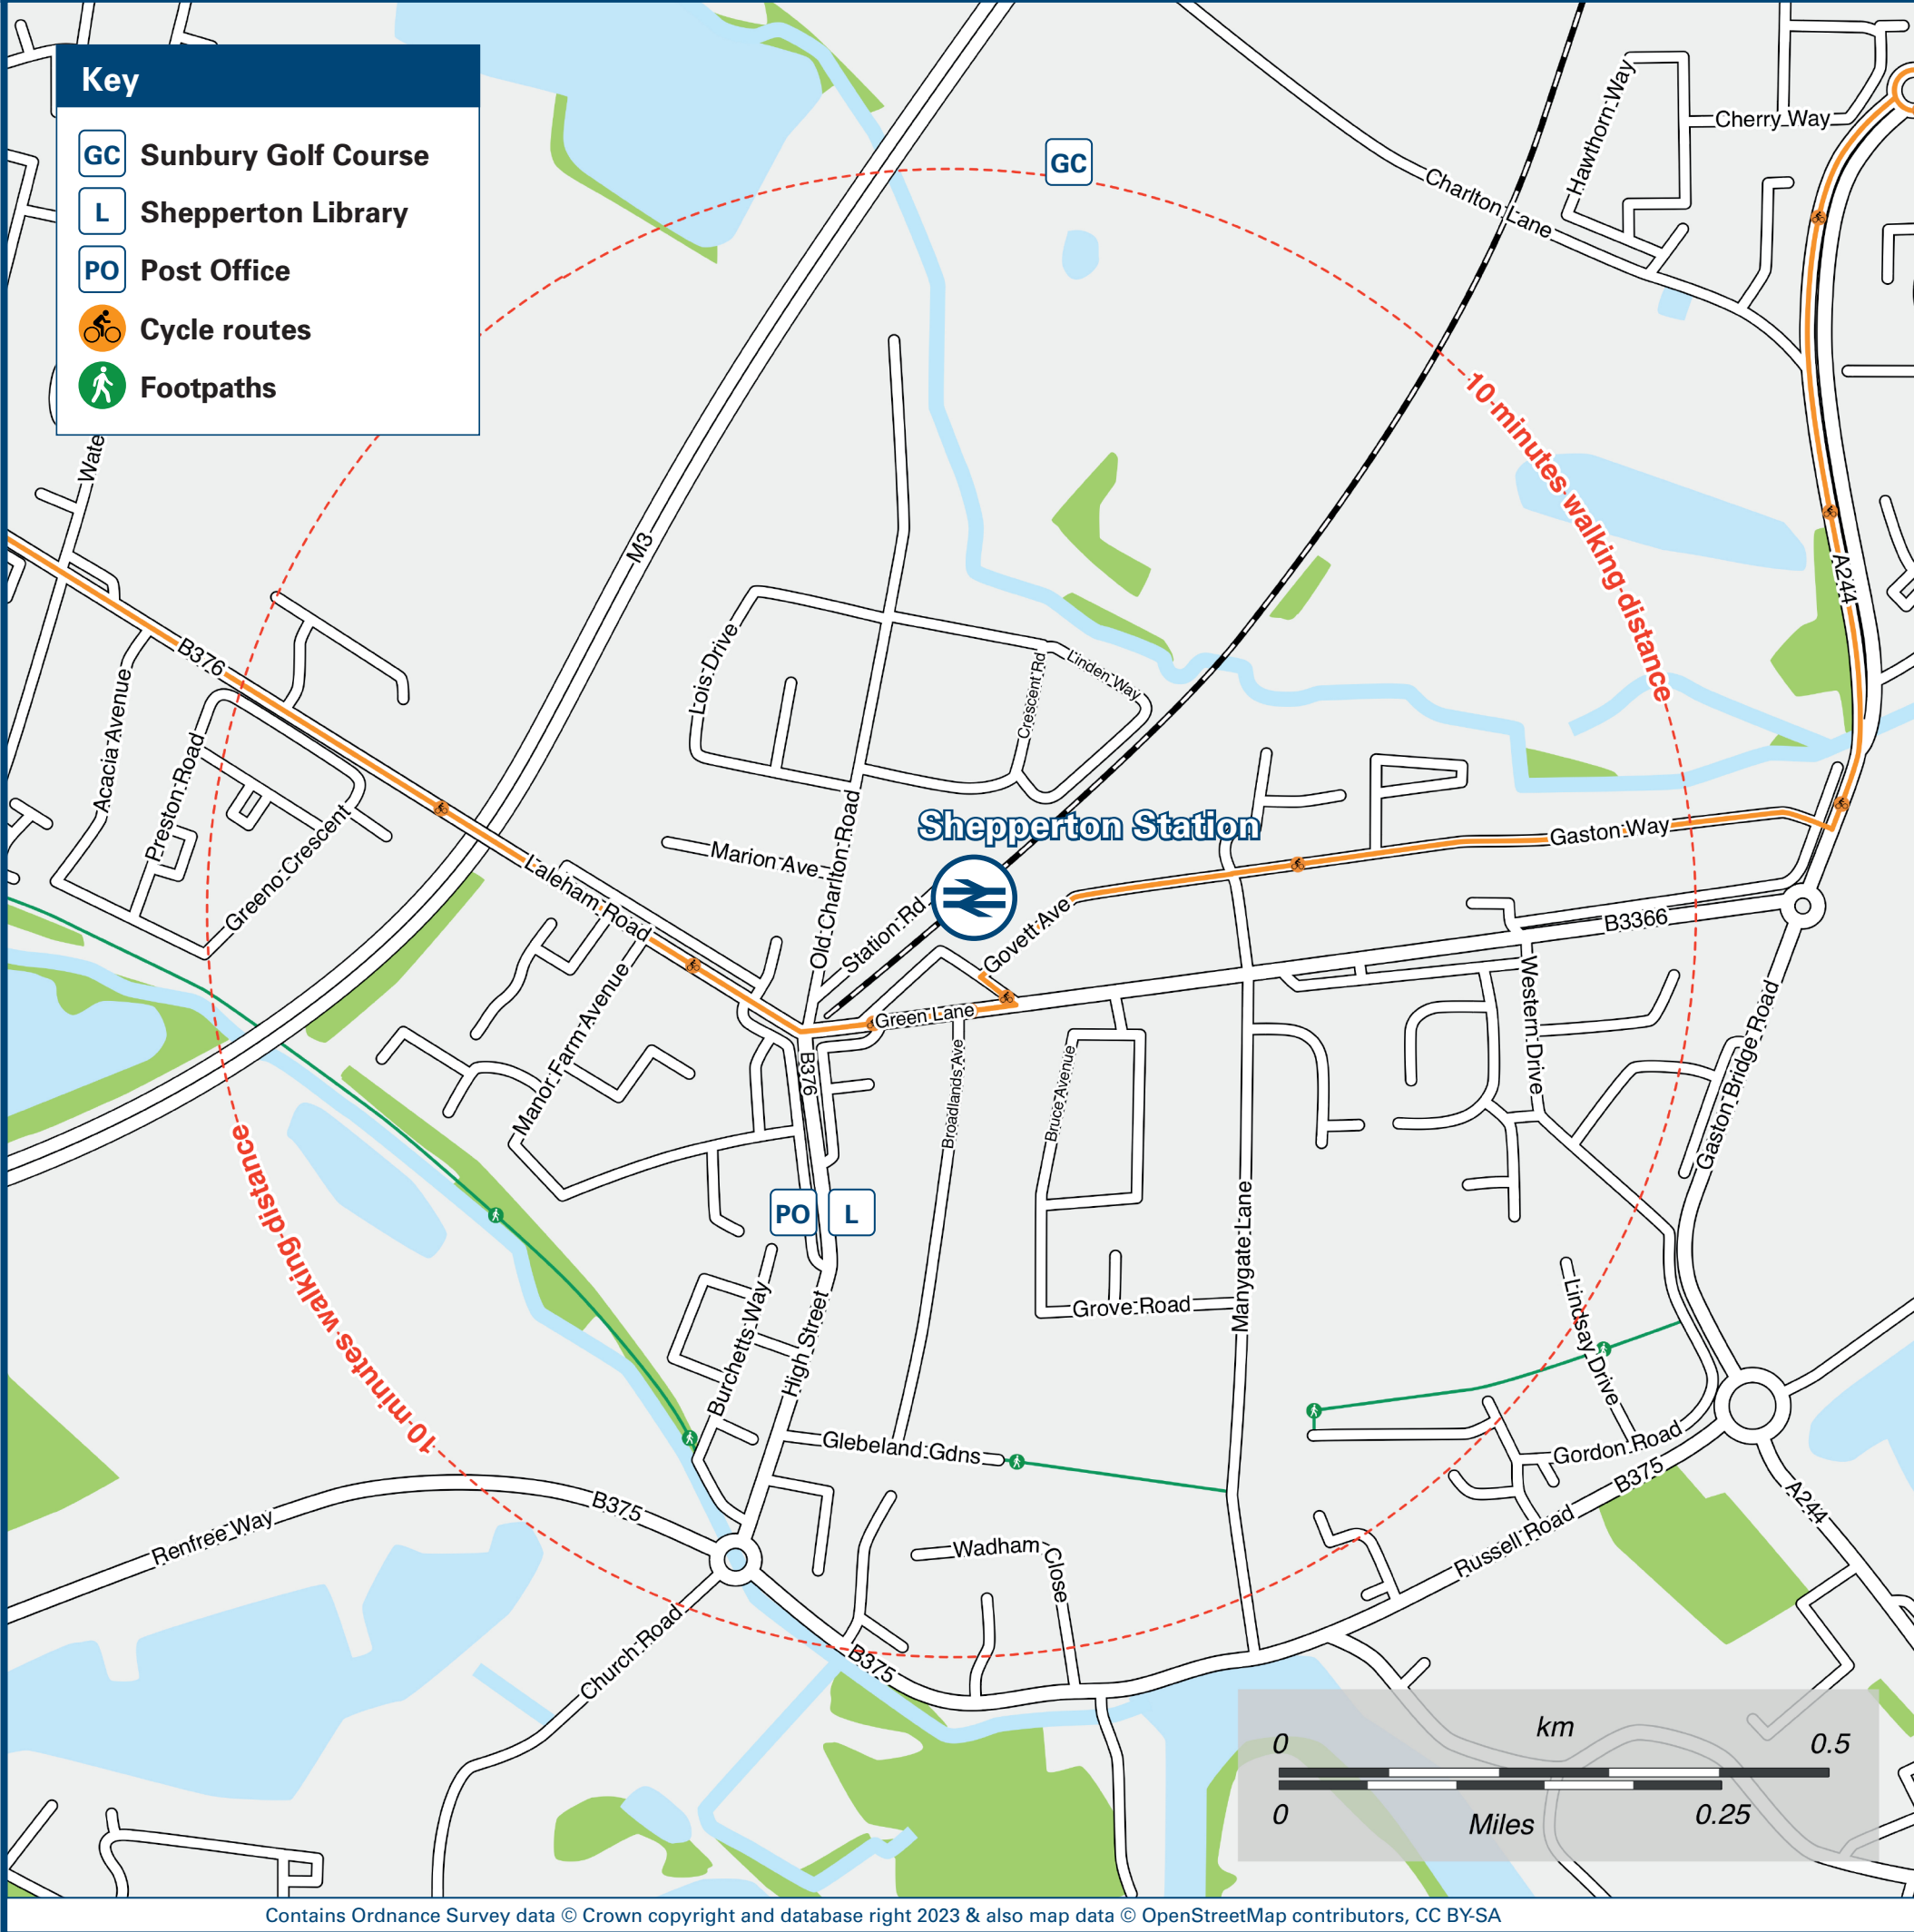 Key
GC Sunbury Golf Course
L Shepperton Library
PO Post Office
Cycle routes
Footpaths
GC
Hawthorn Way
Cherry Way
Charlton Lane
10 minutes walking distance
Wate
M3
A244
B376
Lois Drive
Crescent Rd
Linden Way
Acacia Avenue
Preston Road
Greeno Crescent
Shepperton Station
Gaston Way
Marion Ave
Old Charlton Road
Laleham Road
Station Rd
Govett Ave
B3366
Green Lane
Manor Farm Avenue
B376
Broadlands Ave
Bruce Avenue
Western Drive
Gaston Bridge Road
10 minutes walking distance
PO
L
Manygate Lane
Grove Road
Burchetts Way
High Street
Lindsay Drive
Glebeland Gdns
Gordon Road
B375
A244
Renfree Way
B375
Wadham Close
Russell Road
Church Road
B375
km
0 0.5
0 0.25
Miles
Contains Ordnance Survey data © Crown copyright and database right 2023 & also map data © OpenStreetMap contributors, CC BY-SA